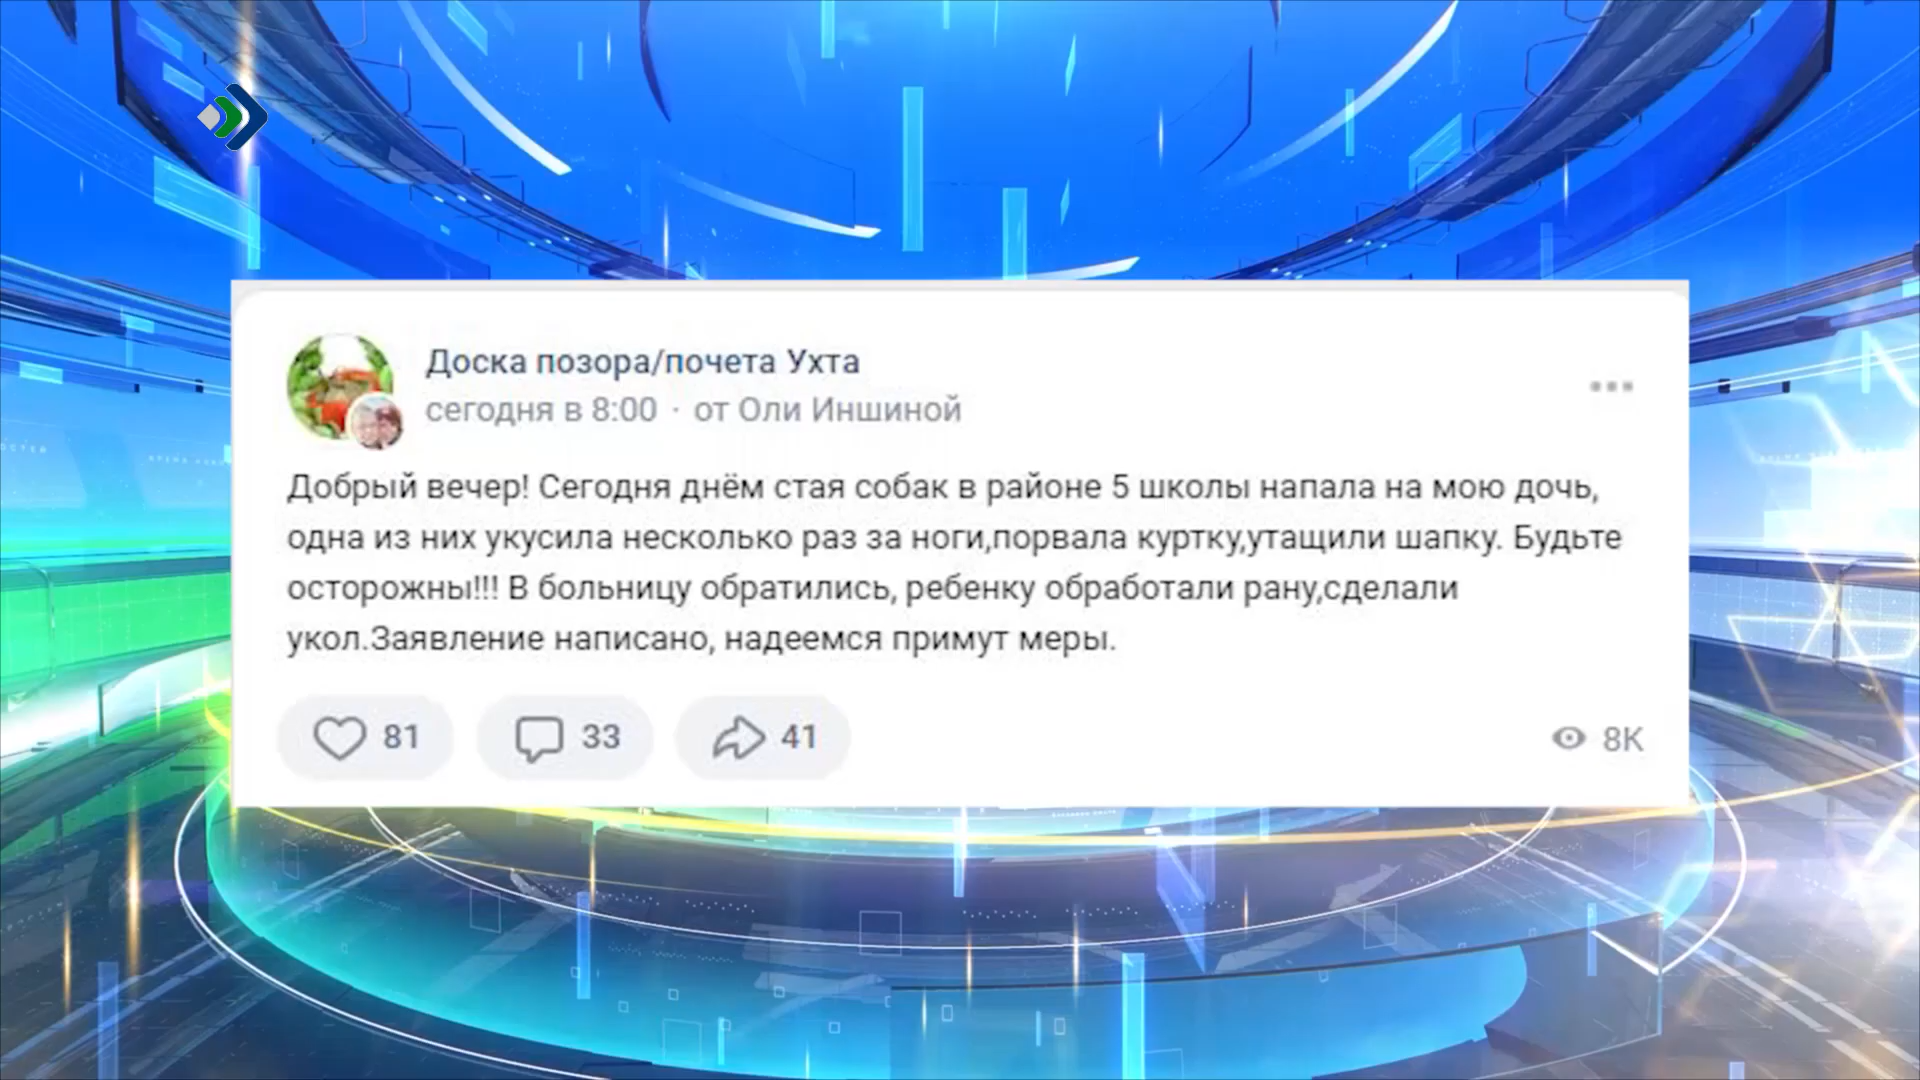 Доска позора/почета Ухта
сегодня в 8:00 · от Оли Иншиной
Добрый вечер! Сегодня днём стая собак в районе 5 школы напала на мою дочь,
одна из них укусила несколько раз за ноги,порвала куртку,утащили шапку. Будьте
осторожны!!! В больницу обратились, ребенку обработали рану,сделали
укол.Заявление написано, надеемся примут меры.
81
33
41
8K